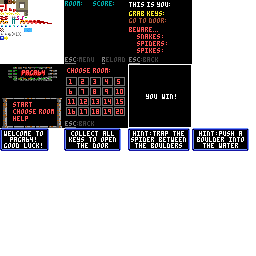 ROOM: SCORE:
ESC:MENU RELOAD
THIS IS YOU:
GRAB KEYS:
GO TO DOOR:
BEWARE...
SNAKES:
SPIDERS:
SPIKES:
ESC:BACK
START
CHOOSE ROOM
HELP
CHOOSE ROOM:
1 2 3 4 5
6 7 8 9 10
11 12 13 14 15
16 17 18 19 20
ESC:BACK
YOU WIN!
WELCOME TO
PACA64!
GOOD LUCK!
COLLECT ALL
KEYS TO OPEN
THE DOOR
HINT:TRAP THE
SPIDER BETWEEN
THE BOULDERS
HINT:PUSH A
BOULDER INTO
THE WATER